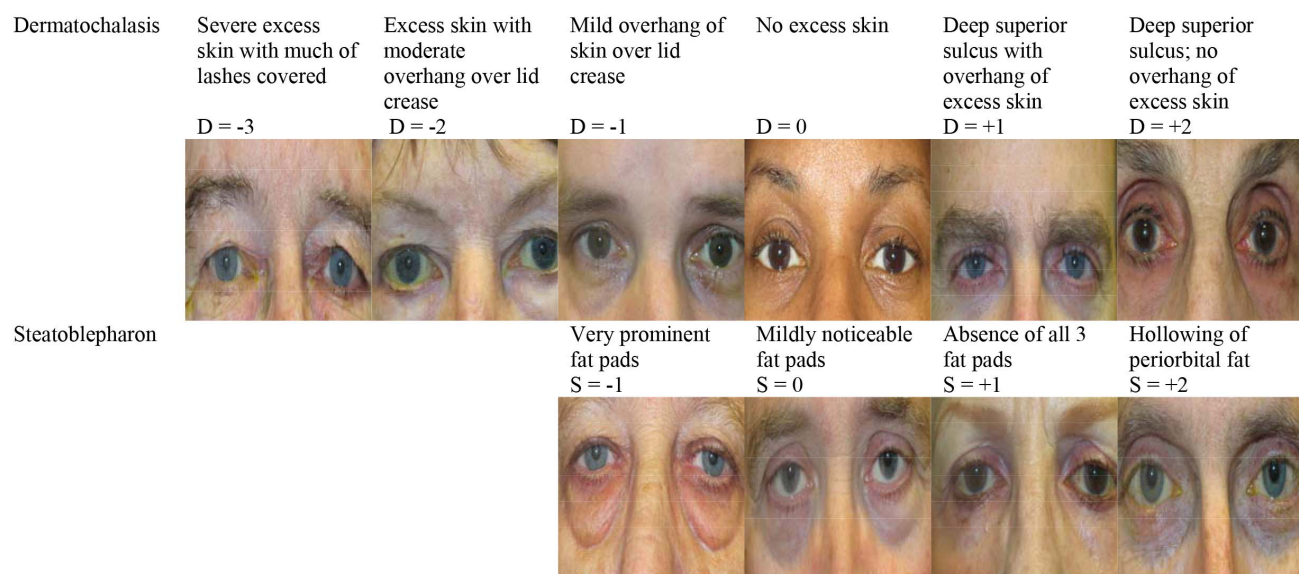 Dermatochalasis
Severe excess
skin with much of
lashes covered
D = -3
Excess skin with
moderate
overhang over lid
crease
D = -2
Mild overhang of
skin over lid
crease
D = -1
No excess skin
D = 0
Deep superior
sulcus with
overhang of
excess skin
D = +1
Deep superior
sulcus; no
overhang of
excess skin
D = +2
Steatoblepharon
Very prominent
fat pads
S = -1
Mildly noticeable
fat pads
S = 0
Absence of all 3
fat pads
S = +1
Hollowing of
periorbital fat
S = +2